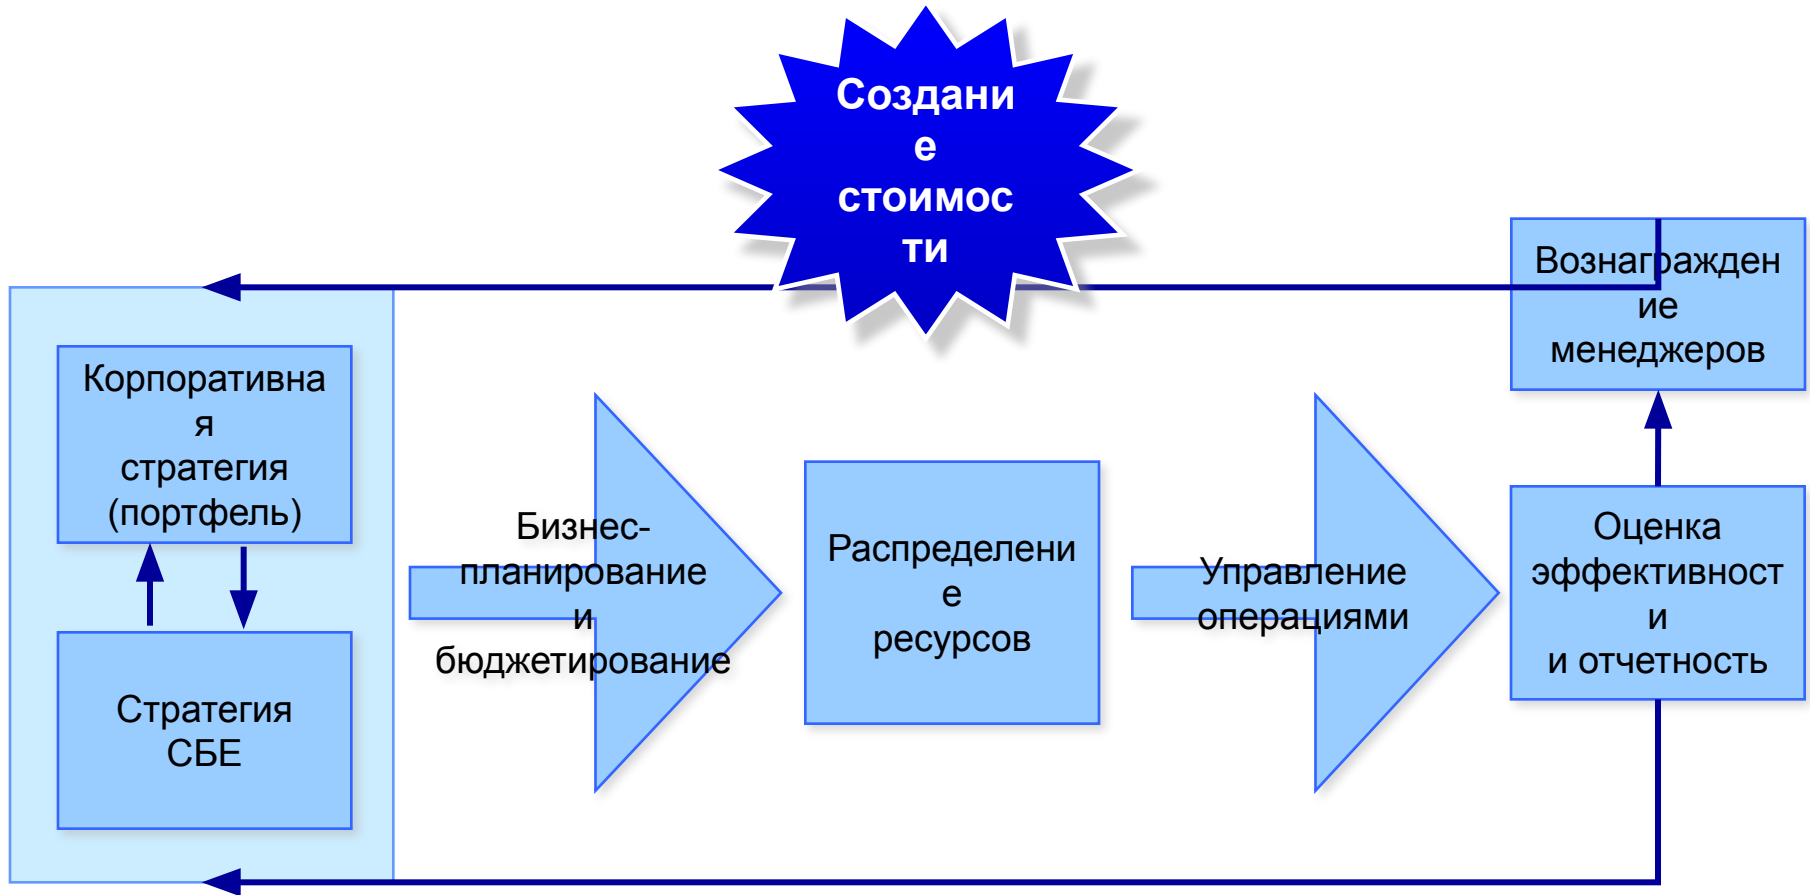 Создани
е
стоимос
ти
Вознагражден
ие
менеджеров
Корпоративна
я
стратегия
(портфель)
Бизнес-
планирование
и
бюджетирование
Распределени
е
ресурсов
Управление
операциями
Оценка
эффективност
и
и отчетность
Стратегия
СБЕ